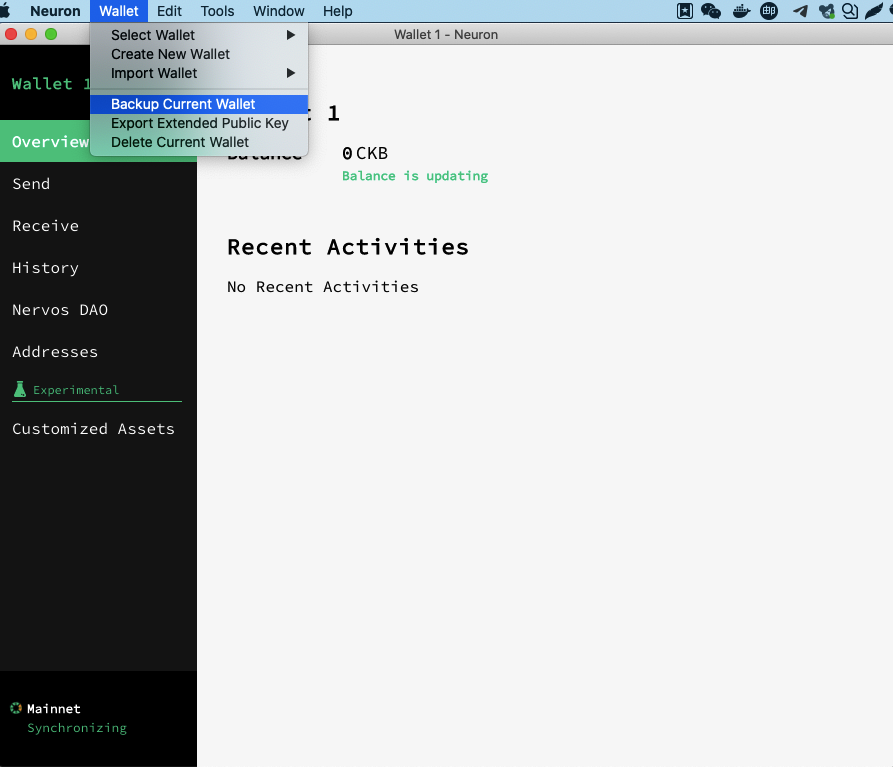 Neuron Wallet Edit Tools Window Help
Wallet 1 - Neuron
Select Wallet
Create New Wallet
Import Wallet
Backup Current Wallet
Export Extended Public Key
Delete Current Wallet
Wallet 1
Overview
Send
Receive
History
Nervos DAO
Addresses
Experimental
Customized Assets
Mainnet
Synchronizing
t 1
Balance 0 CKB
Balance is updating
Recent Activities
No Recent Activities